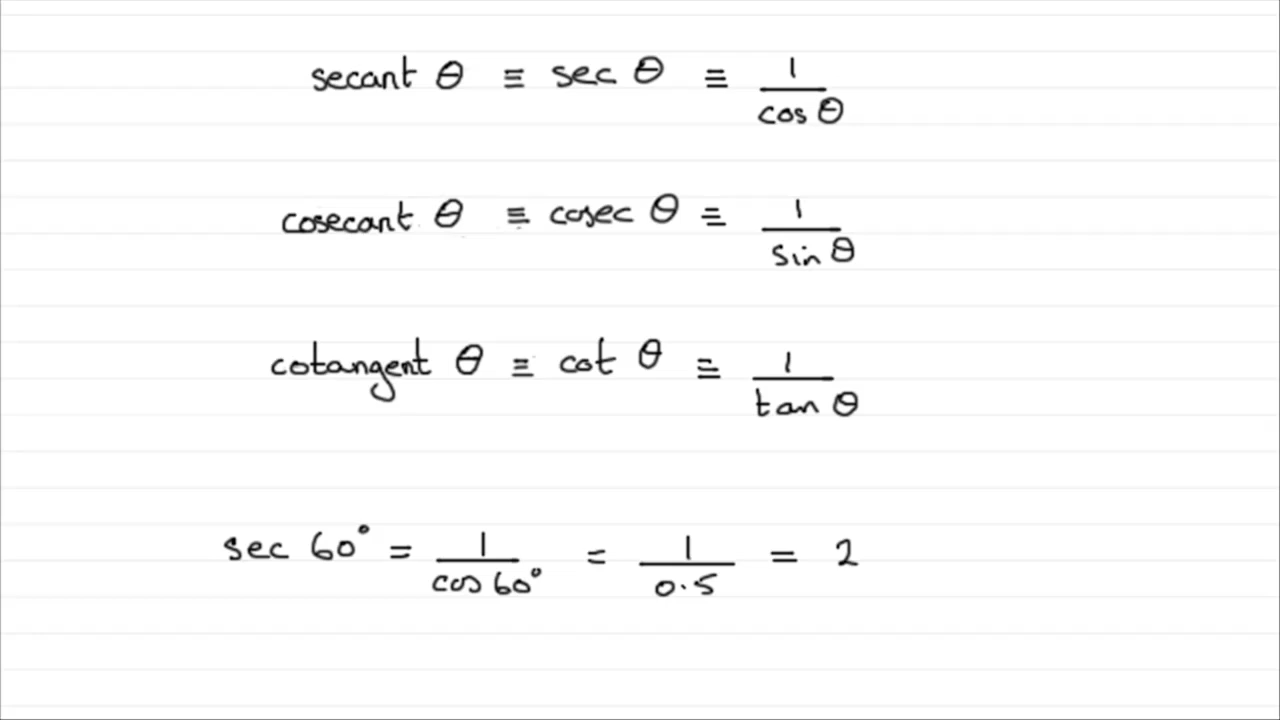 secant θ ≡ sec θ ≡ 1/cos θ
cosecant θ ≡ cosec θ ≡ 1/sin θ
cotangent θ ≡ cot θ ≡ 1/tan θ
sec 60° = 1/cos 60° = 1/0.5 = 2